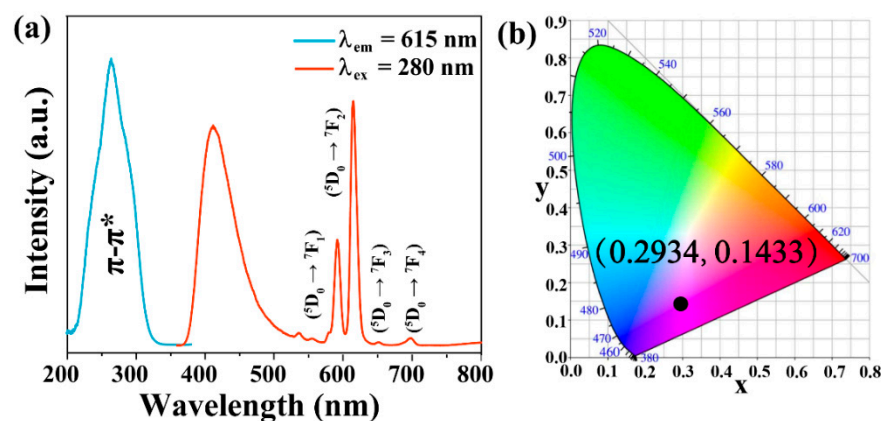 (a)
λem = 615 nm
λex = 280 nm
Intensity (a.u.)
π-π*
(⁵D₀ → ⁷F₁)
(⁵D₀ → ⁷F₂)
(⁵D₀ → ⁷F₃)
(⁵D₀ → ⁷F₄)
200 300 400 500 600 700 800
Wavelength (nm)
(b)
0.9
0.8
0.7
0.6
0.5
y
0.4
0.3
0.2
0.1
0.0
520
540
560
500
580
600
620
490
700
(0.2934, 0.1433)
480
470
460
380
0.0 0.1 0.2 0.3 0.4 0.5 0.6 0.7 0.8
x